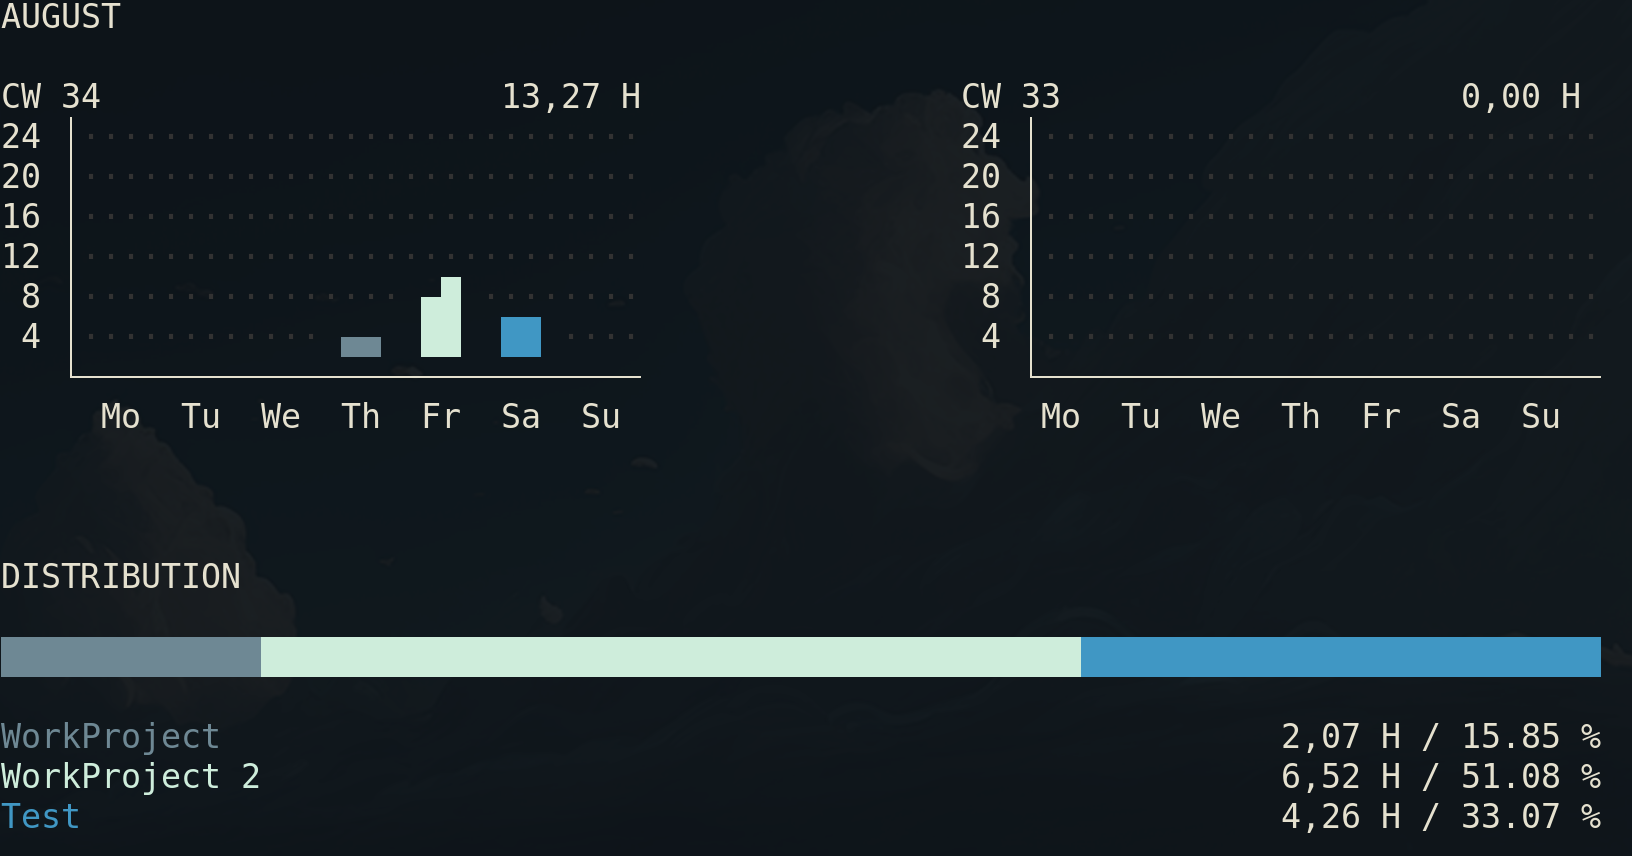 AUGUST
CW 34 13,27 H
24
20
16
12
8
4
Mo Tu We Th Fr Sa Su
CW 33 0,00 H
24
20
16
12
8
4
Mo Tu We Th Fr Sa Su
DISTRIBUTION
WorkProject 2,07 H / 15.85 %
WorkProject 2 6,52 H / 51.08 %
Test 4,26 H / 33.07 %